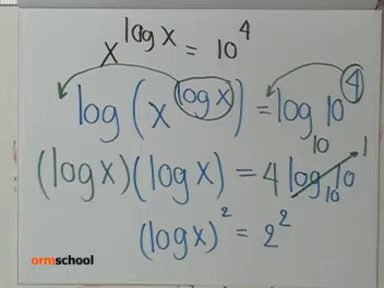 x^{log x} = 10^4
log(x^{log x}) = log 10^4
(log x)(log x) = 4 log_{10} 10 1
10
(log x)^2 = 2^2
ormschool